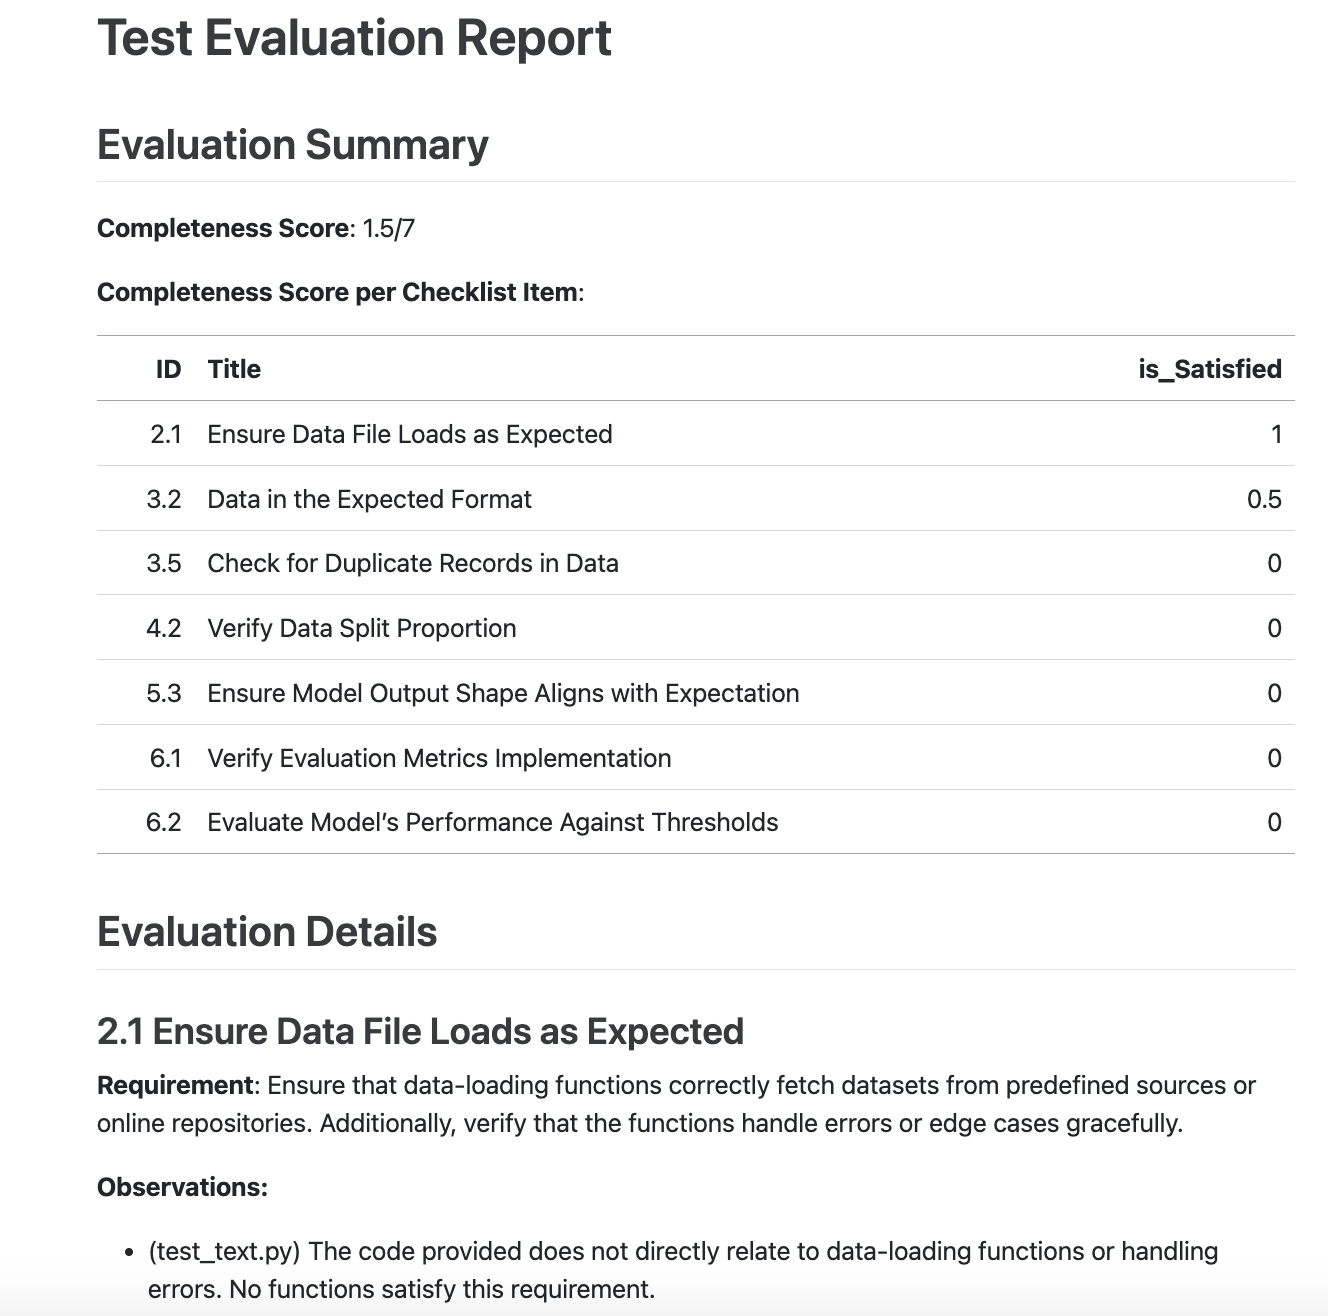 Test Evaluation Report
Evaluation Summary
Completeness Score: 1.5/7
Completeness Score per Checklist Item:
ID Title is_Satisfied
2.1 Ensure Data File Loads as Expected 1
3.2 Data in the Expected Format 0.5
3.5 Check for Duplicate Records in Data 0
4.2 Verify Data Split Proportion 0
5.3 Ensure Model Output Shape Aligns with Expectation 0
6.1 Verify Evaluation Metrics Implementation 0
6.2 Evaluate Model’s Performance Against Thresholds 0
Evaluation Details
2.1 Ensure Data File Loads as Expected
Requirement: Ensure that data-loading functions correctly fetch datasets from predefined sources or
online repositories. Additionally, verify that the functions handle errors or edge cases gracefully.
Observations:
• (test_text.py) The code provided does not directly relate to data-loading functions or handling
errors. No functions satisfy this requirement.